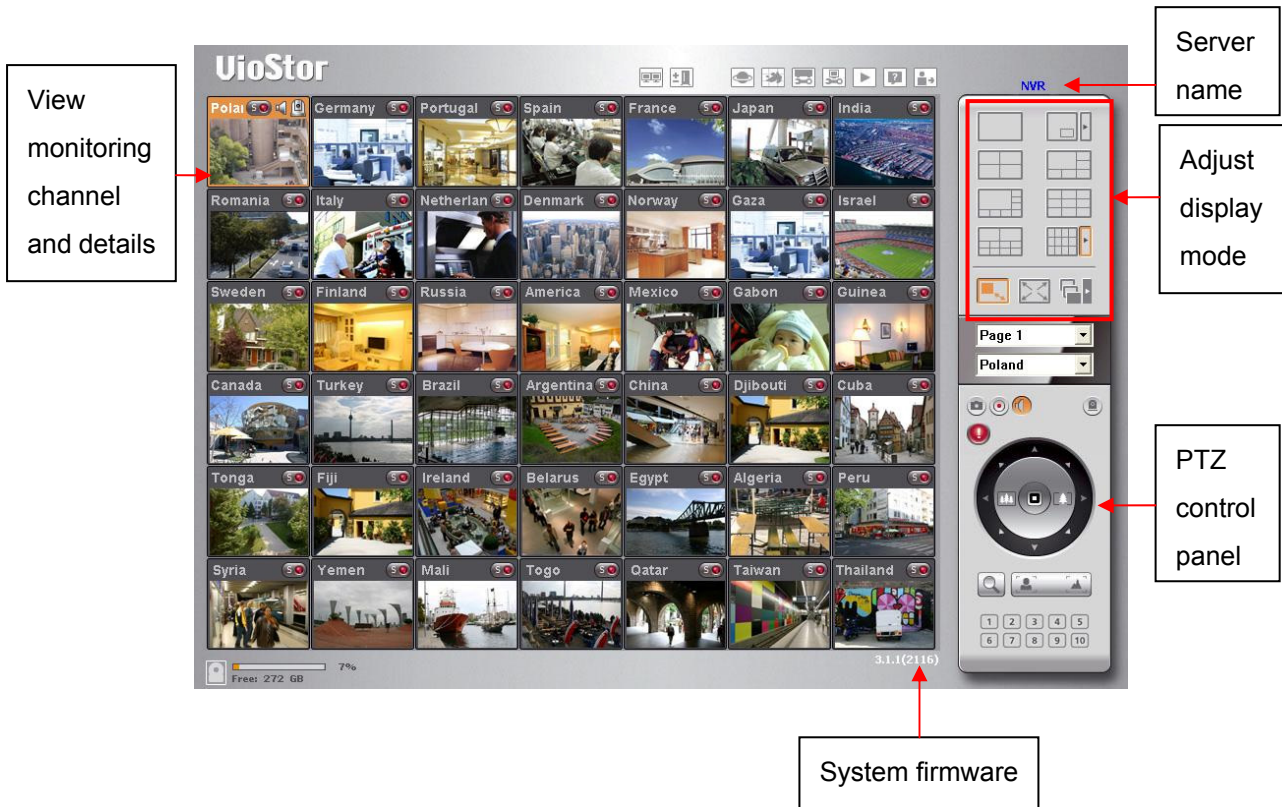 Server
name
VioStor
NVR
View
monitoring
channel
and details
Adjust
display
mode
Polar
Germany
Portugal
Spain
France
Japan
India
Romania
Italy
Netherlan
Denmark
Norway
Gaza
Israel
Sweden
Finland
Russia
America
Mexico
Gabon
Guinea
Page 1
Poland
Canada
Turkey
Brazil
Argentina
China
Djibouti
Cuba
PTZ
control
panel
Tonga
Fiji
Ireland
Belarus
Egypt
Algeria
Peru
Syria
Yemen
Mali
Togo
Qatar
Taiwan
Thailand
1 2 3 4 5
6 7 8 9 10
3.1.1(2116)
7%
Free: 272 GB
System firmware